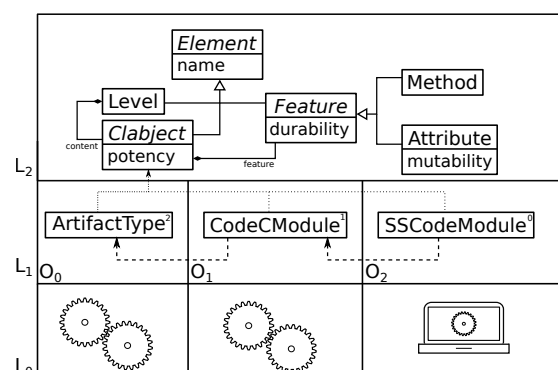 Element
name
Level
Method
Feature
durability
Clabject
content
potency
Attribute
mutability
feature
L2
ArtifactType2
CodeCModule1
SSCodeModule0
L1
O0
O1
O2
L0